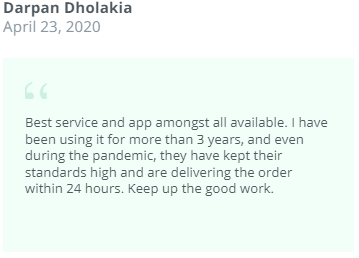 Darpan Dholakia
April 23, 2020
“
Best service and app amongst all available. I have
been using it for more than 3 years, and even
during the pandemic, they have kept their
standards high and are delivering the order
within 24 hours. Keep up the good work.